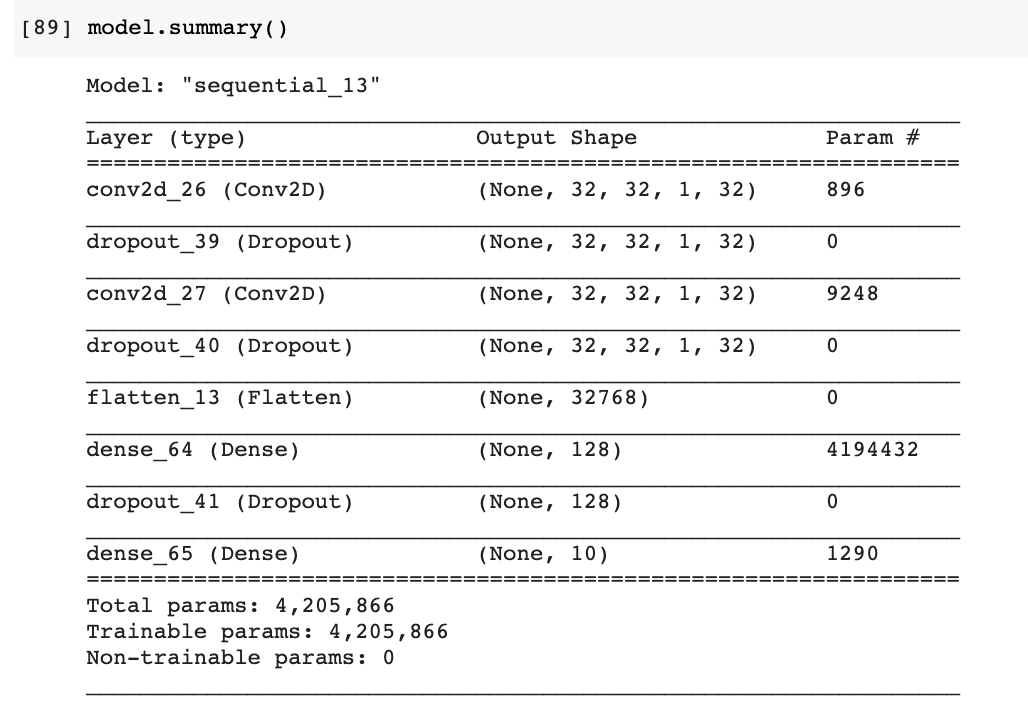 [89] model.summary()
Model: "sequential_13"
Layer (type) Output Shape Param #
=================================================================
conv2d_26 (Conv2D) (None, 32, 32, 1, 32) 896
dropout_39 (Dropout) (None, 32, 32, 1, 32) 0
conv2d_27 (Conv2D) (None, 32, 32, 1, 32) 9248
dropout_40 (Dropout) (None, 32, 32, 1, 32) 0
flatten_13 (Flatten) (None, 32768) 0
dense_64 (Dense) (None, 128) 4194432
dropout_41 (Dropout) (None, 128) 0
dense_65 (Dense) (None, 10) 1290
=================================================================
Total params: 4,205,866
Trainable params: 4,205,866
Non-trainable params: 0